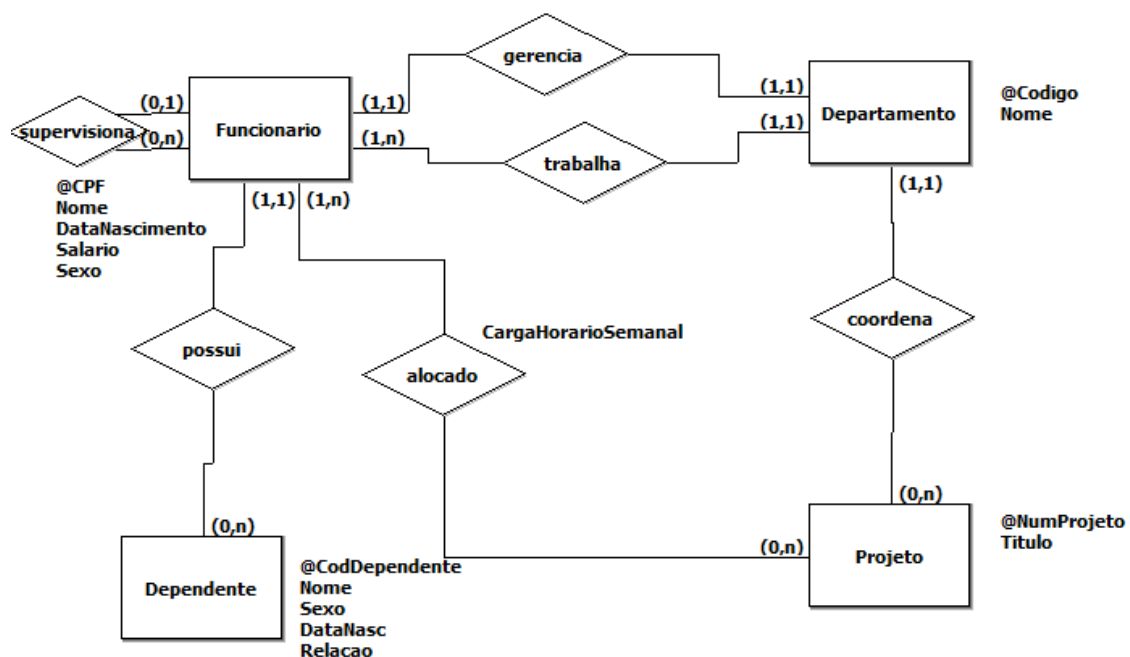 gerencia
(1,1)
(1,1)
Funcionario
(0,1)
(0,n)
supervisiona
(1,n)
(1,1)
trabalha
Departamento
@Codigo
Nome
@CPF
Nome
DataNascimento
Salario
Sexo
(1,1)
(1,n)
(1,1)
possui
CargaHorarioSemanal
alocado
coordena
(0,n)
Dependente
@CodDependente
Nome
Sexo
DataNasc
Relacao
(0,n)
(0,n)
Projeto
@NumProjeto
Titulo